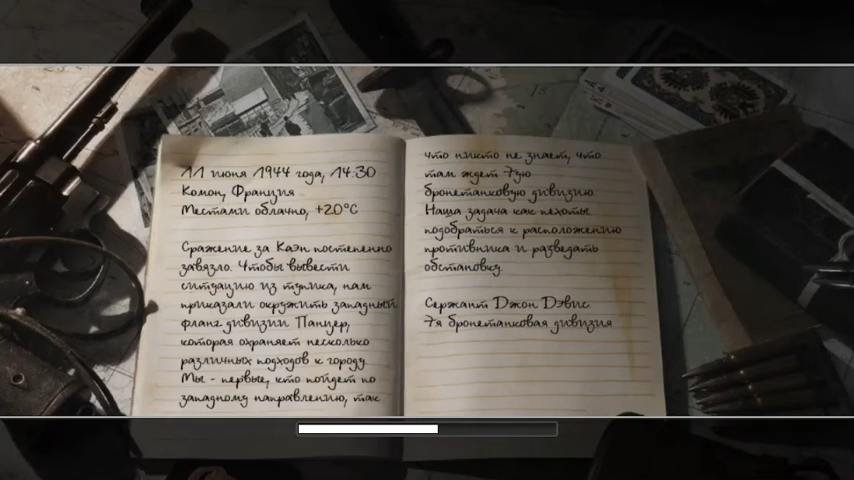 11 июня 1944 года, 14:30
Комон, Франция
Местами облачно, +20°C
Сражение за Каэн постепенно
завязло. Чтобы вывести
ситуацию из тупика, нам
приказали окружить западный
фланг дивизии Панцер,
которая охраняет несколько
различных подходов к городу.
Мы - первые, кто пойдет по
западному направлению, так
что никто не знает, что
там ждет 7ую
бронетанковую дивизию.
Наша задача как пехоты
подобраться к расположению
противника и разведать
обстановку.
Сержант Джон Дэвис
7я бронетанковая дивизия